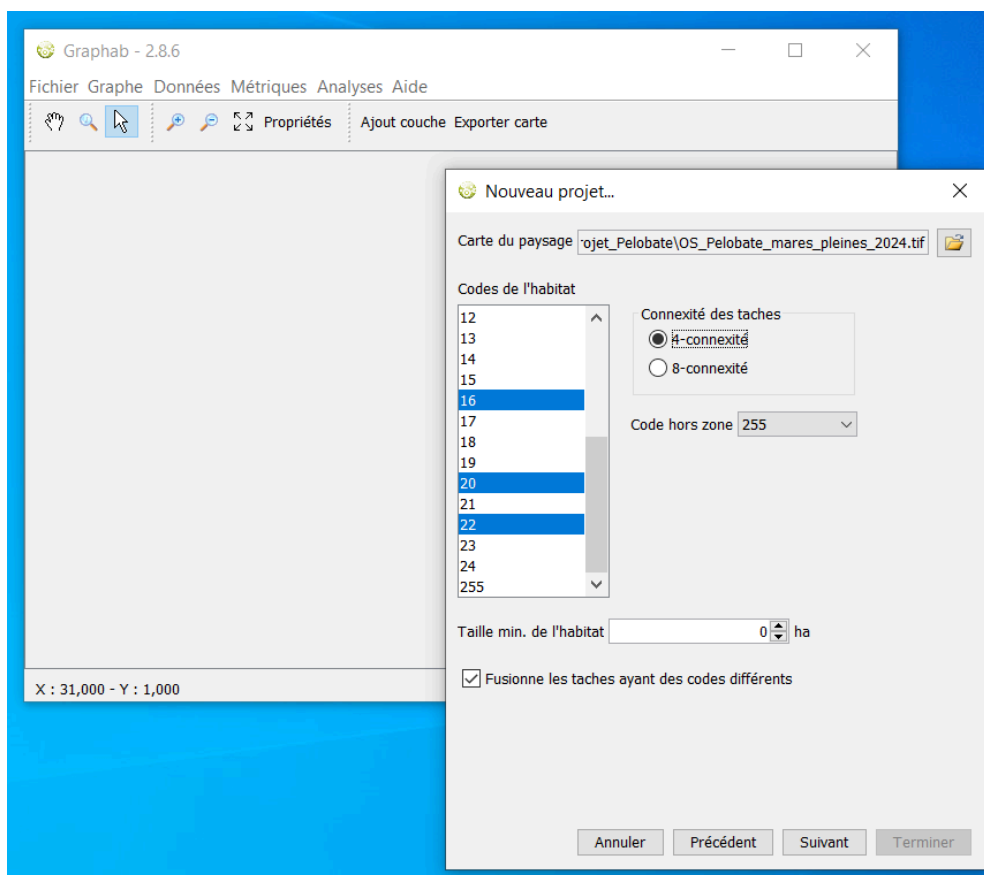 Graphab - 2.8.6
Fichier Graphe Données Métriques Analyses Aide
Propriétés Ajout couche Exporter carte
Nouveau projet...
Carte du paysage rojet_Pelobate\OS_Pelobate_mares_pleines_2024.tif
Codes de l'habitat
12
13
14
15
16
17
18
19
20
21
22
23
24
255
Connexité des taches
4-connexité
8-connexité
Code hors zone 255
Taille min. de l'habitat 0 ha
Fusionne les taches ayant des codes différents
X : 31,000 - Y : 1,000
Annuler Précédent Suivant Terminer